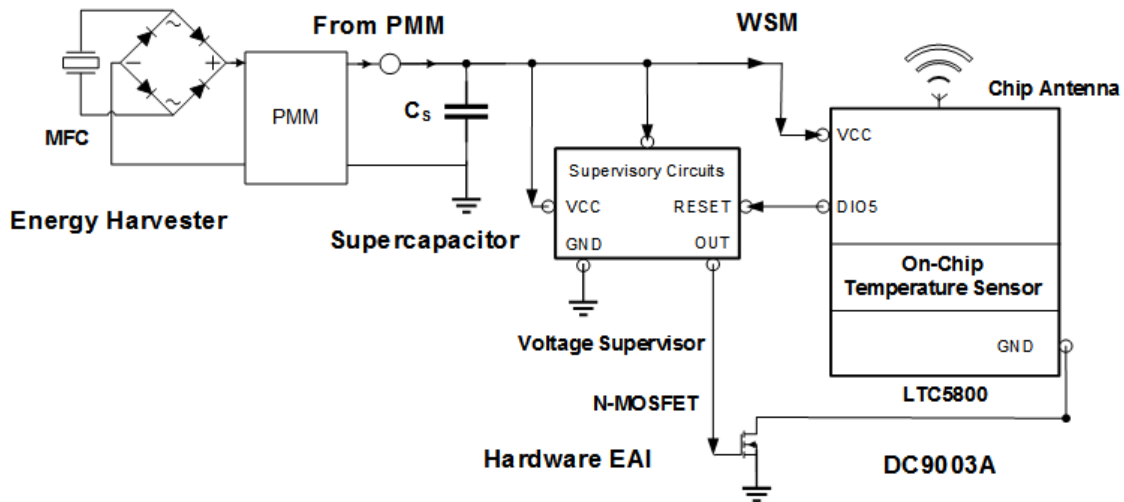 From PMM
WSM
Chip Antenna
~
− +
~
MFC
PMM
Cs
VCC
Supervisory Circuits
VCC
RESET
DIO5
Energy Harvester
Supercapacitor
GND
OUT
On-Chip
Temperature Sensor
Voltage Supervisor
GND
N-MOSFET
LTC5800
Hardware EAI
DC9003A